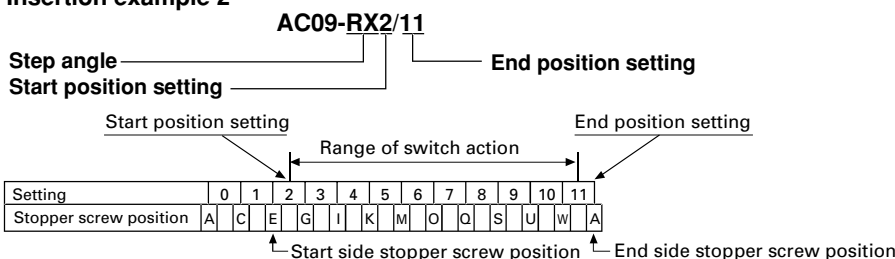 Insertion example 2
AC09-RX2/11
Step angle
End position setting
Start position setting
Start position setting
End position setting
Range of switch action
Setting 0 1 2 3 4 5 6 7 8 9 10 11
Stopper screw position A C E G I K M O Q S U W A
Start side stopper screw position
End side stopper screw position